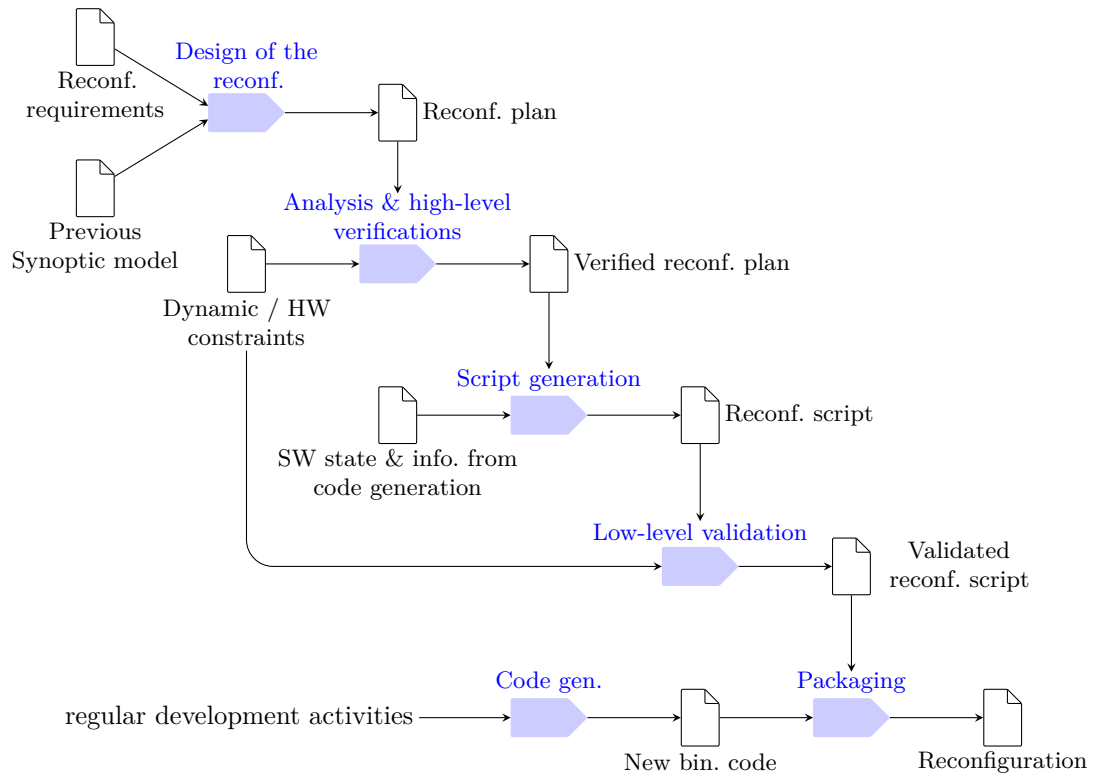 Design of the
reconf.
Reconf.
requirements
Reconf. plan
Previous
Synoptic model
Analysis & high-level
verifications
Verified reconf. plan
Dynamic / HW
constraints
Script generation
Reconf. script
SW state & info. from
code generation
Low-level validation
Validated
reconf. script
Code gen.
Packaging
regular development activities
New bin. code
Reconfiguration